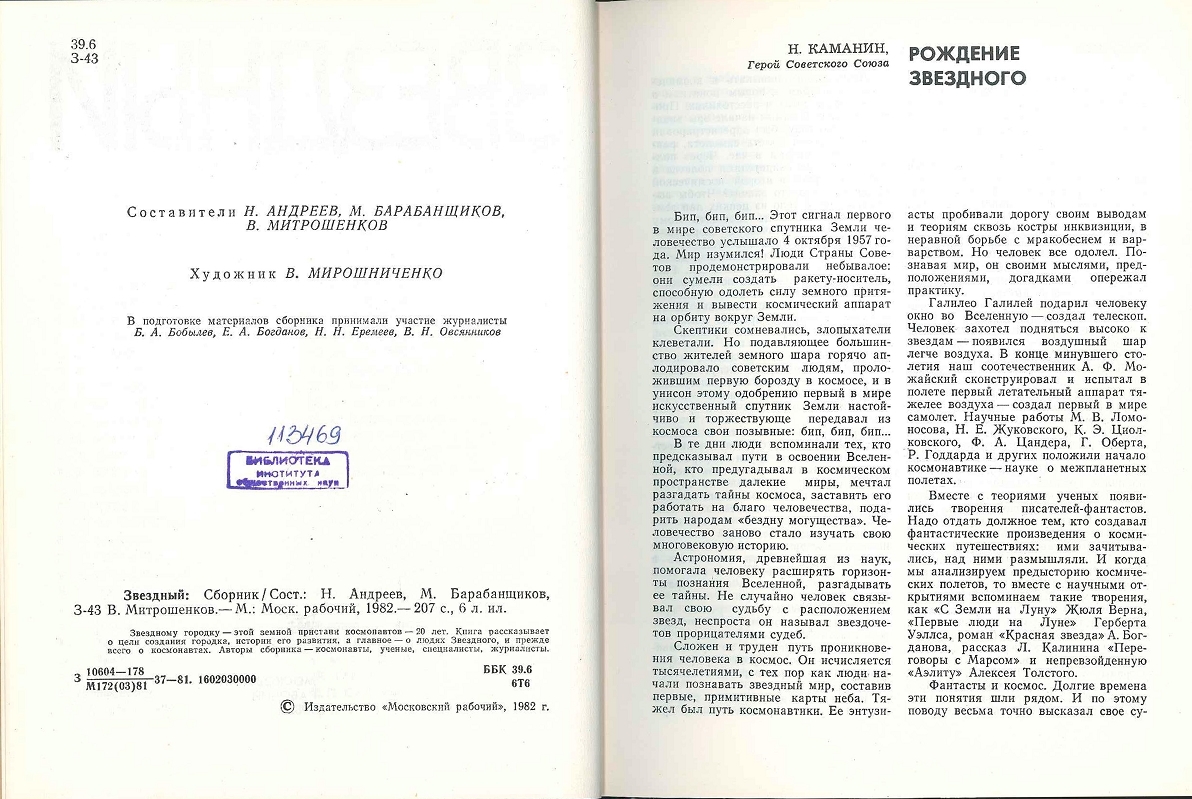 39.6
З-43
Составители Н. АНДРЕЕВ, М. БАРАБАНЩИКОВ,
В. МИТРОШЕНКОВ
Художник В. МИРОШНИЧЕНКО
В подготовке материалов сборника принимали участие журналисты
Б. А. Бобылев, Е. А. Богданов, Н. Н. Еремеев, В. Н. Овсянников
113469
БИБЛИОТЕКА
ИНСТИТУТА
общественных наук
Звездный: Сборник/Сост.: Н. Андреев, М. Барабанщиков,
З-43 В. Митрошенков.— М.: Моск. рабочий, 1982.— 207 с., 6 л. ил.
Звездному городку — этой земной пристани космонавтов — 20 лет. Книга рассказывает
о цели создания городка, истории его развития, а главное — о людях Звездного, и прежде
всего о космонавтах. Авторы сборника — космонавты, ученые, специалисты, журналисты.
З 10604—178
М172(03)81 37—81. 1602030000
ББК 39.6
6Т6
© Издательство «Московский рабочий», 1982 г.
Н. КАМАНИН,
Герой Советского Союза
РОЖДЕНИЕ
ЗВЕЗДНОГО
Бип, бип, бип... Этот сигнал первого
в мире советского спутника Земли че-
ловечество услышало 4 октября 1957 го-
да. Мир изумился! Люди Страны Сове-
тов продемонстрировали небывалое:
они сумели создать ракету-носитель,
способную одолеть силу земного притя-
жения и вывести космический аппарат
на орбиту вокруг Земли.
Скептики сомневались, злопыхатели
клеветали. Но подавляющее большин-
ство жителей земного шара горячо ап-
лодировало советским людям, проло-
жившим первую борозду в космосе, и в
унисон этому одобрению первый в мире
искусственный спутник Земли настой-
чиво и торжествующе передавал из
космоса свои позывные: бип, бип, бип...
В те дни люди вспоминали тех, кто
предсказывал пути в освоении Вселен-
ной, кто предугадывал в космическом
пространстве далекие миры, мечтал
разгадать тайны космоса, заставить его
работать на благо человечества, пода-
рить народам «бездну могущества». Че-
ловечество заново стало изучать свою
многовековую историю.
Астрономия, древнейшая из наук,
помогала человеку расширять горизон-
ты познания Вселенной, разгадывать
ее тайны. Не случайно человек связы-
вал свою судьбу с расположением
звезд, неспроста он называл звездоче-
тов прорицателями судеб.
Сложен и труден путь проникнове-
ния человека в космос. Он исчисляется
тысячелетиями, с тех пор как люди на-
чали познавать звездный мир, составив
первые, примитивные карты неба. Тя-
жел был путь космонавтики. Ее энтузи-
асты пробивали дорогу своим выводам
и теориям сквозь костры инквизиции, в
неравной борьбе с мракобесием и вар-
варством. Но человек все одолел. По-
знавая мир, он своими мыслями, пред-
положениями, догадками опережал
практику.
Галилео Галилей подарил человеку
окно во Вселенную — создал телескоп.
Человек захотел подняться высоко к
звездам — появился воздушный шар
легче воздуха. В конце минувшего сто-
летия наш соотечественник А. Ф. Мо-
жайский сконструировал и испытал в
полете первый летательный аппарат тя-
желее воздуха — создал первый в мире
самолет. Научные работы М. В. Ломо-
носова, Н. Е. Жуковского, К. Э. Циол-
ковского, Ф. А. Цандера, Г. Оберта,
Р. Годдарда и других положили начало
космонавтике — науке о межпланетных
полетах.
Вместе с теориями ученых появи-
лись творения писателей-фантастов.
Надо отдать должное тем, кто создавал
фантастические произведения о косми-
ческих путешествиях: ими зачитыва-
лись, над ними размышляли. И когда
мы анализируем предысторию космиче-
ских полетов, то вместе с научными от-
крытиями вспоминаем такие творения,
как «С Земли на Луну» Жюля Верна,
«Первые люди на Луне» Герберта
Уэллса, роман «Красная звезда» А. Бог-
данова, рассказ Л. Калинина «Пере-
говоры с Марсом» и непревзойденную
«Аэлиту» Алексея Толстого.
Фантасты и космос. Долгие времена
эти понятия шли рядом. И по этому
поводу весьма точно высказал свое су-